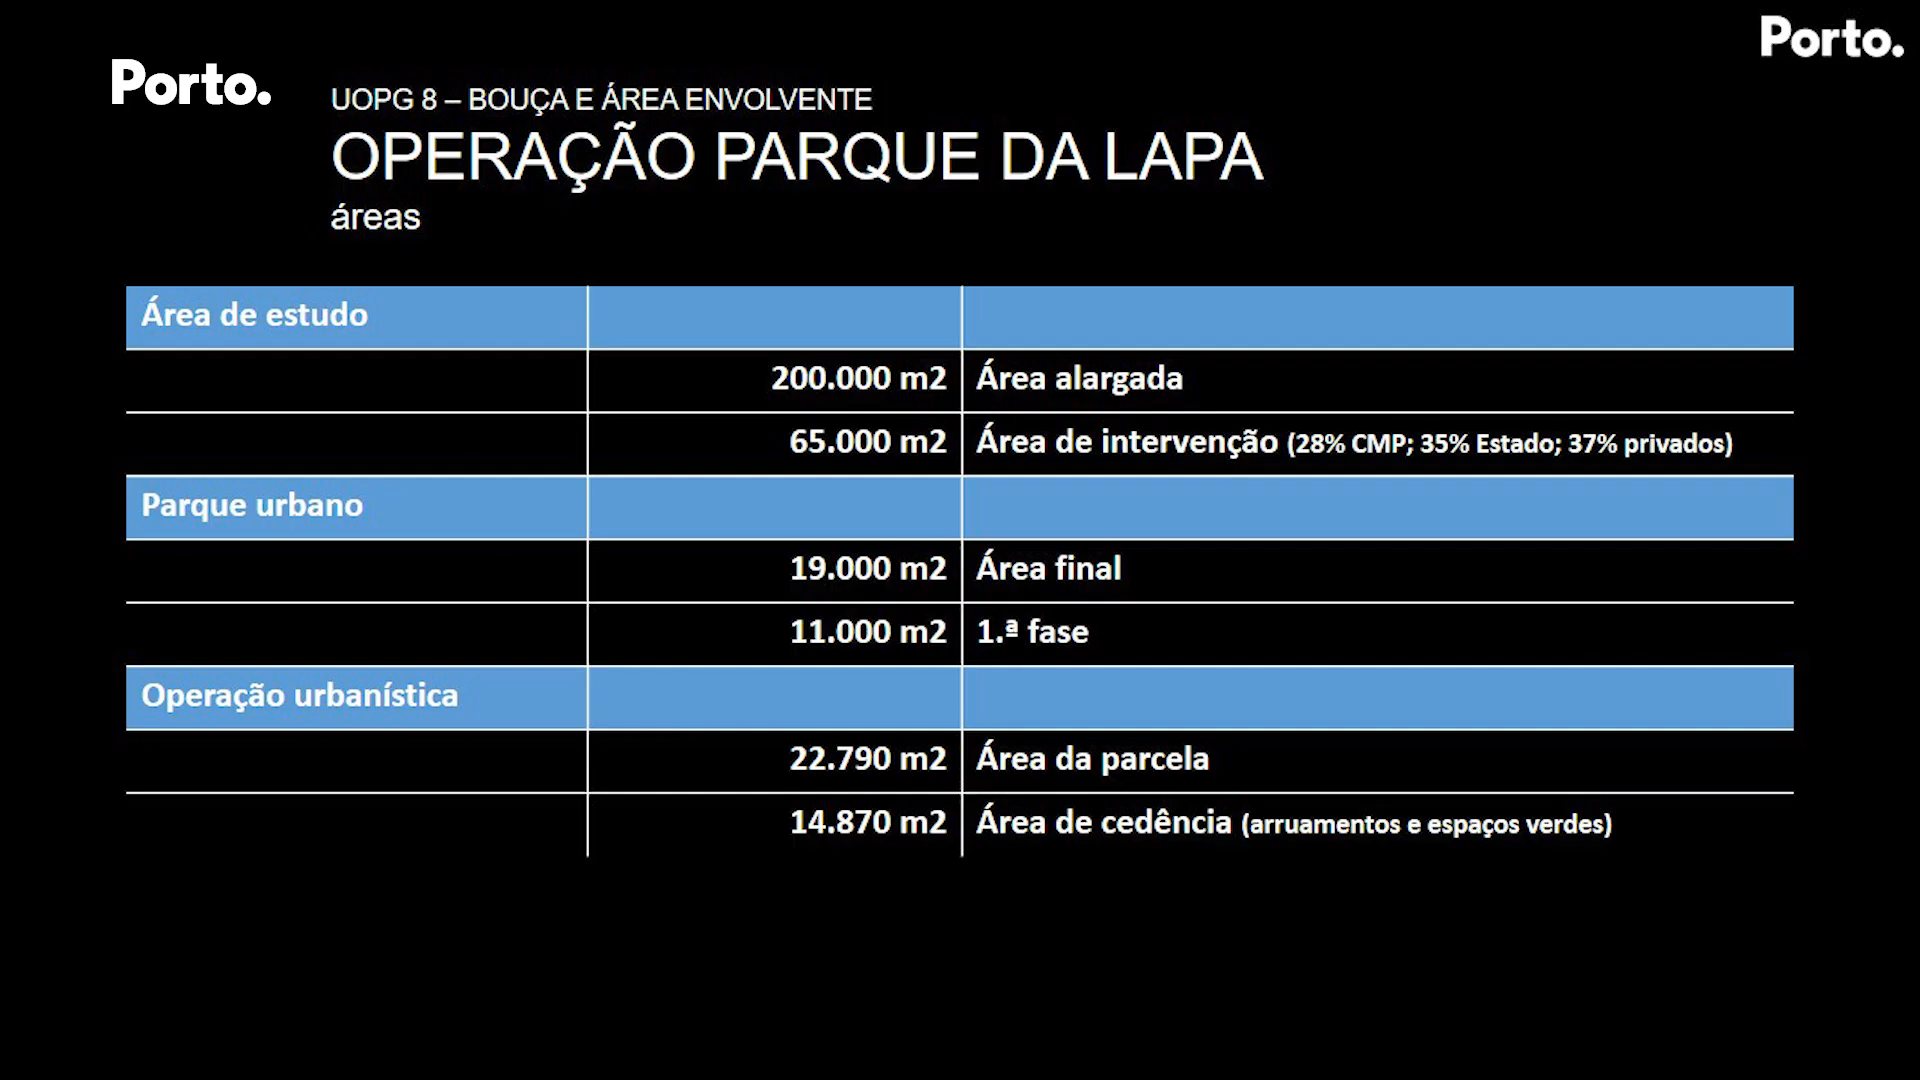 Porto.
Porto.
UOPG 8 – BOUÇA E ÁREA ENVOLVENTE
OPERAÇÃO PARQUE DA LAPA
áreas
Área de estudo
200.000 m2 Área alargada
65.000 m2 Área de intervenção (28% CMP; 35% Estado; 37% privados)
Parque urbano
19.000 m2 Área final
11.000 m2 1.ª fase
Operação urbanística
22.790 m2 Área da parcela
14.870 m2 Área de cedência (arruamentos e espaços verdes)